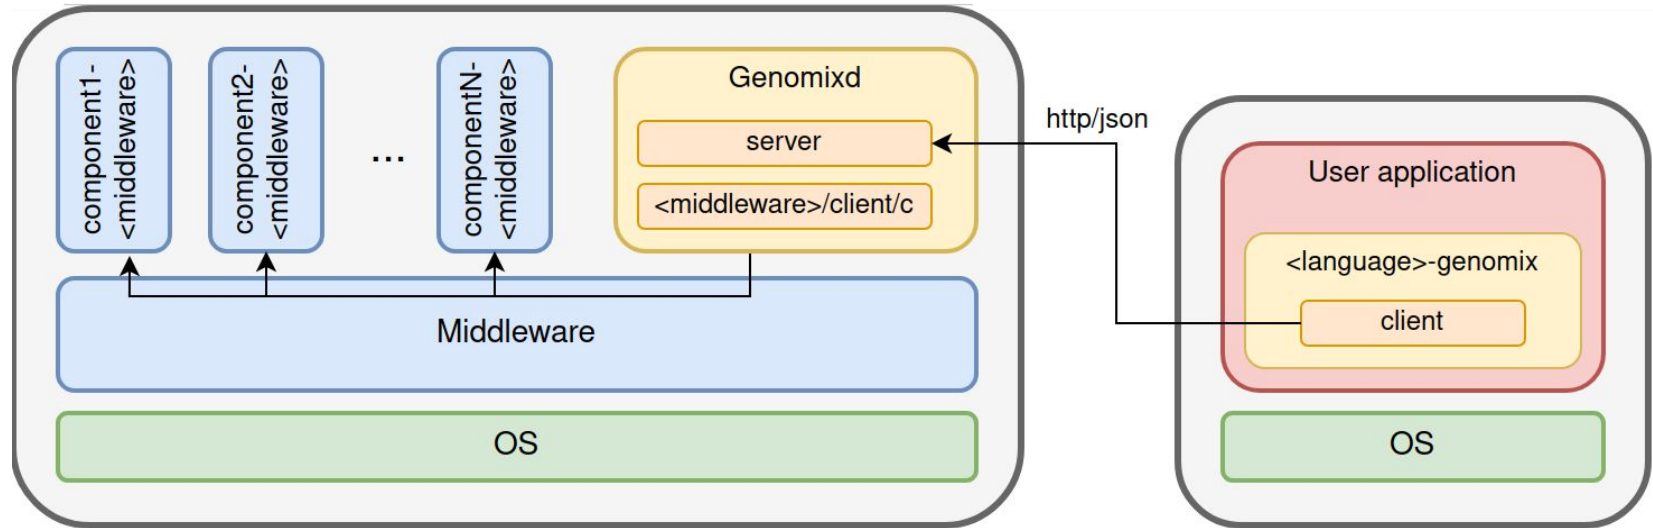 component1-
<middleware>
component2-
<middleware>
...
componentN-
<middleware>
Genomixd
server
<middleware>/client/c
Middleware
OS
http/json
User application
<language>-genomix
client
OS